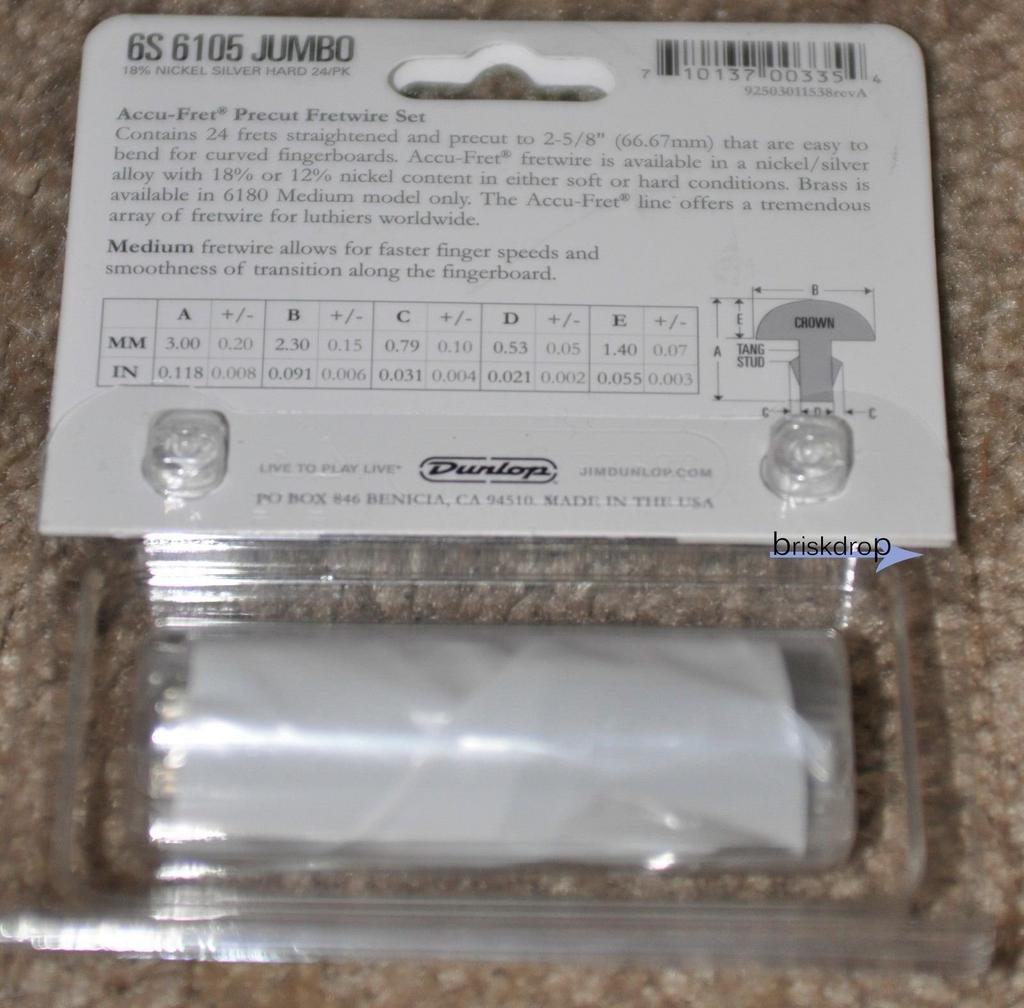 6S 6105 JUMBO
18% NICKEL SILVER HARD 24/PK
7 10137 00335 4
92503011538revA
Accu-Fret® Precut Fretwire Set
Contains 24 frets straightened and precut to 2-5/8" (66.67mm) that are easy to
bend for curved fingerboards. Accu-Fret® fretwire is available in a nickel/silver
alloy with 18% or 12% nickel content in either soft or hard conditions. Brass is
available in 6180 Medium model only. The Accu-Fret® line offers a tremendous
array of fretwire for luthiers worldwide.
Medium fretwire allows for faster finger speeds and
smoothness of transition along the fingerboard.
A +/- B +/- C +/- D +/- E +/-
MM 3.00 0.20 2.30 0.15 0.79 0.10 0.53 0.05 1.40 0.07
IN 0.118 0.008 0.091 0.006 0.031 0.004 0.021 0.002 0.055 0.003
B
E
CROWN
A
TANG
STUD
C D C
LIVE TO PLAY LIVE® Dunlop JIMDUNLOP.COM
PO BOX 846 BENICIA, CA 94510. MADE IN THE USA
briskdrop